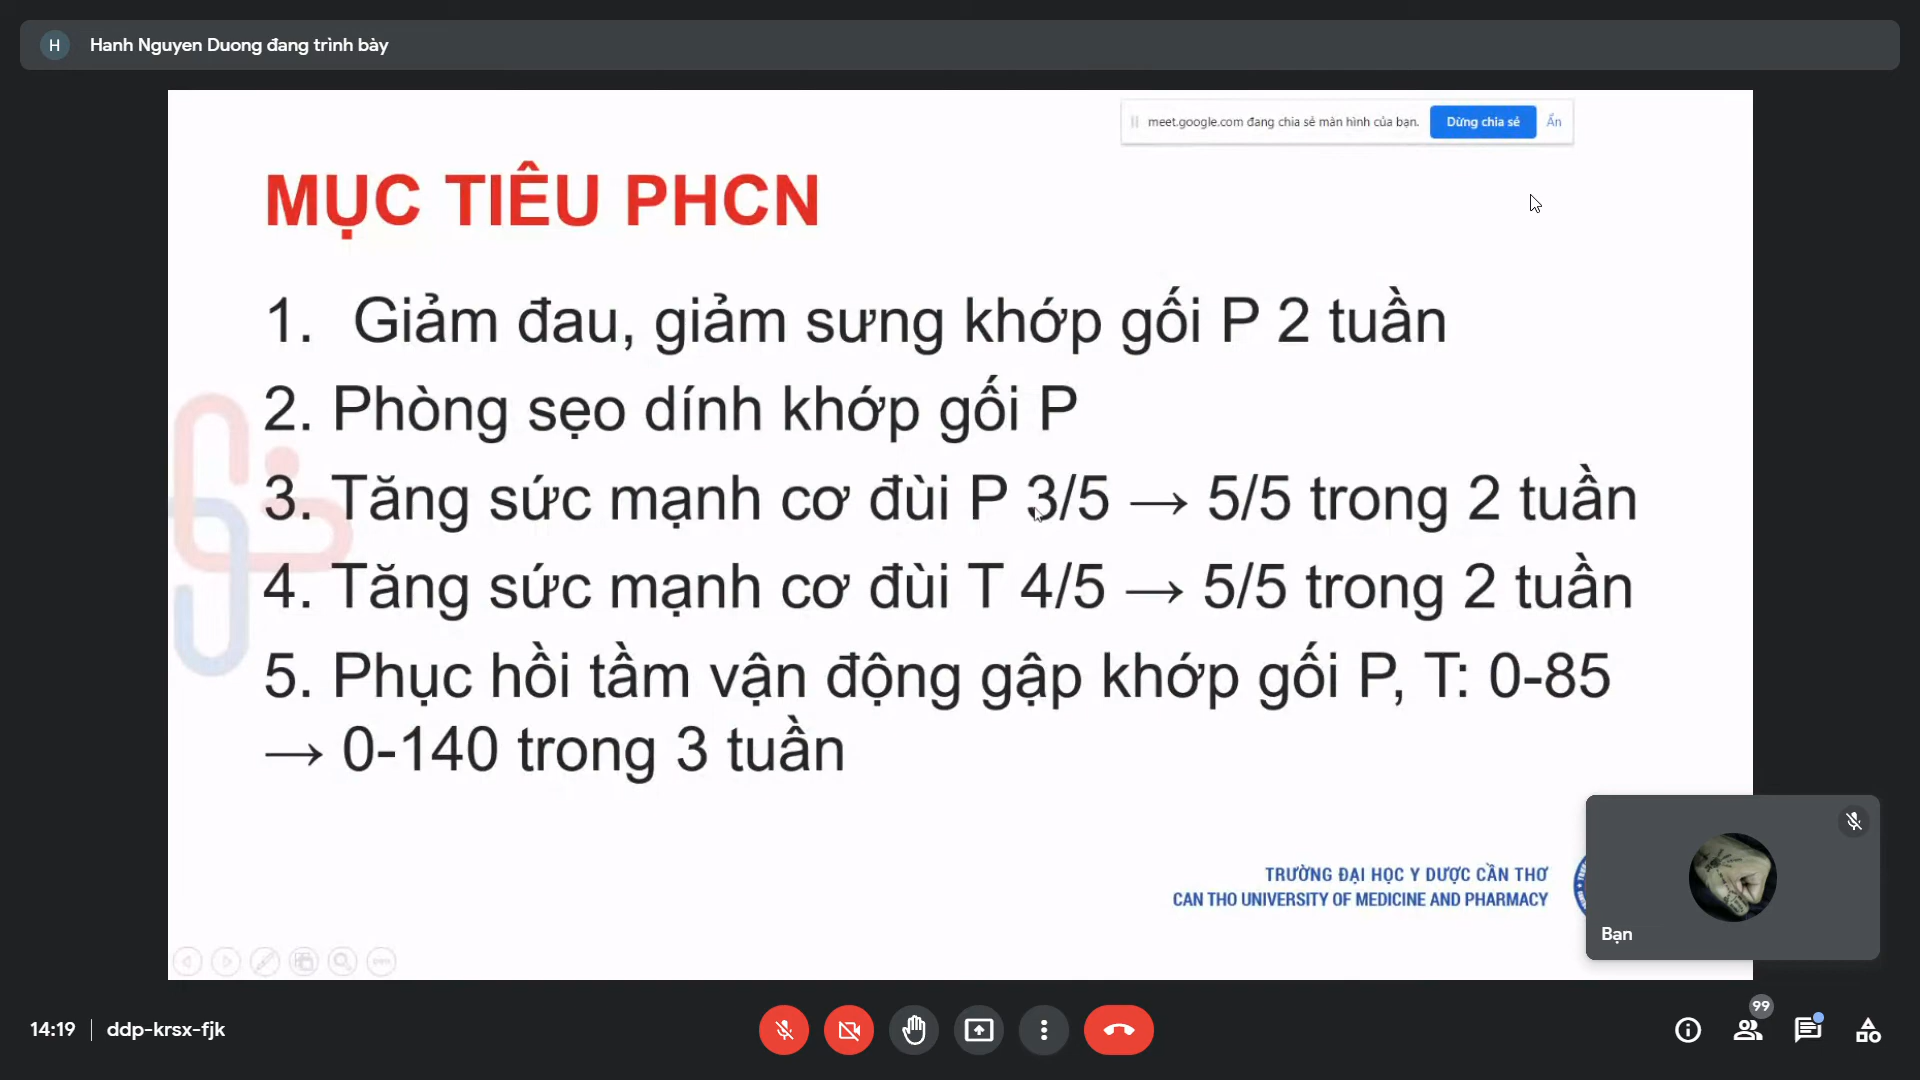 H Hanh Nguyen Duong đang trình bày
meet.google.com đang chia sẻ màn hình của bạn. Dừng chia sẻ Ẩn
MỤC TIÊU PHCN
1. Giảm đau, giảm sưng khớp gối P 2 tuần
2. Phòng sẹo dính khớp gối P
3. Tăng sức mạnh cơ đùi P 3/5 → 5/5 trong 2 tuần
4. Tăng sức mạnh cơ đùi T 4/5 → 5/5 trong 2 tuần
5. Phục hồi tầm vận động gập khớp gối P, T: 0-85
→ 0-140 trong 3 tuần
TRƯỜNG ĐẠI HỌC Y DƯỢC CẦN THƠ
CAN THO UNIVERSITY OF MEDICINE AND PHARMACY
Bạn
14:19 ddp-krsx-fjk
99